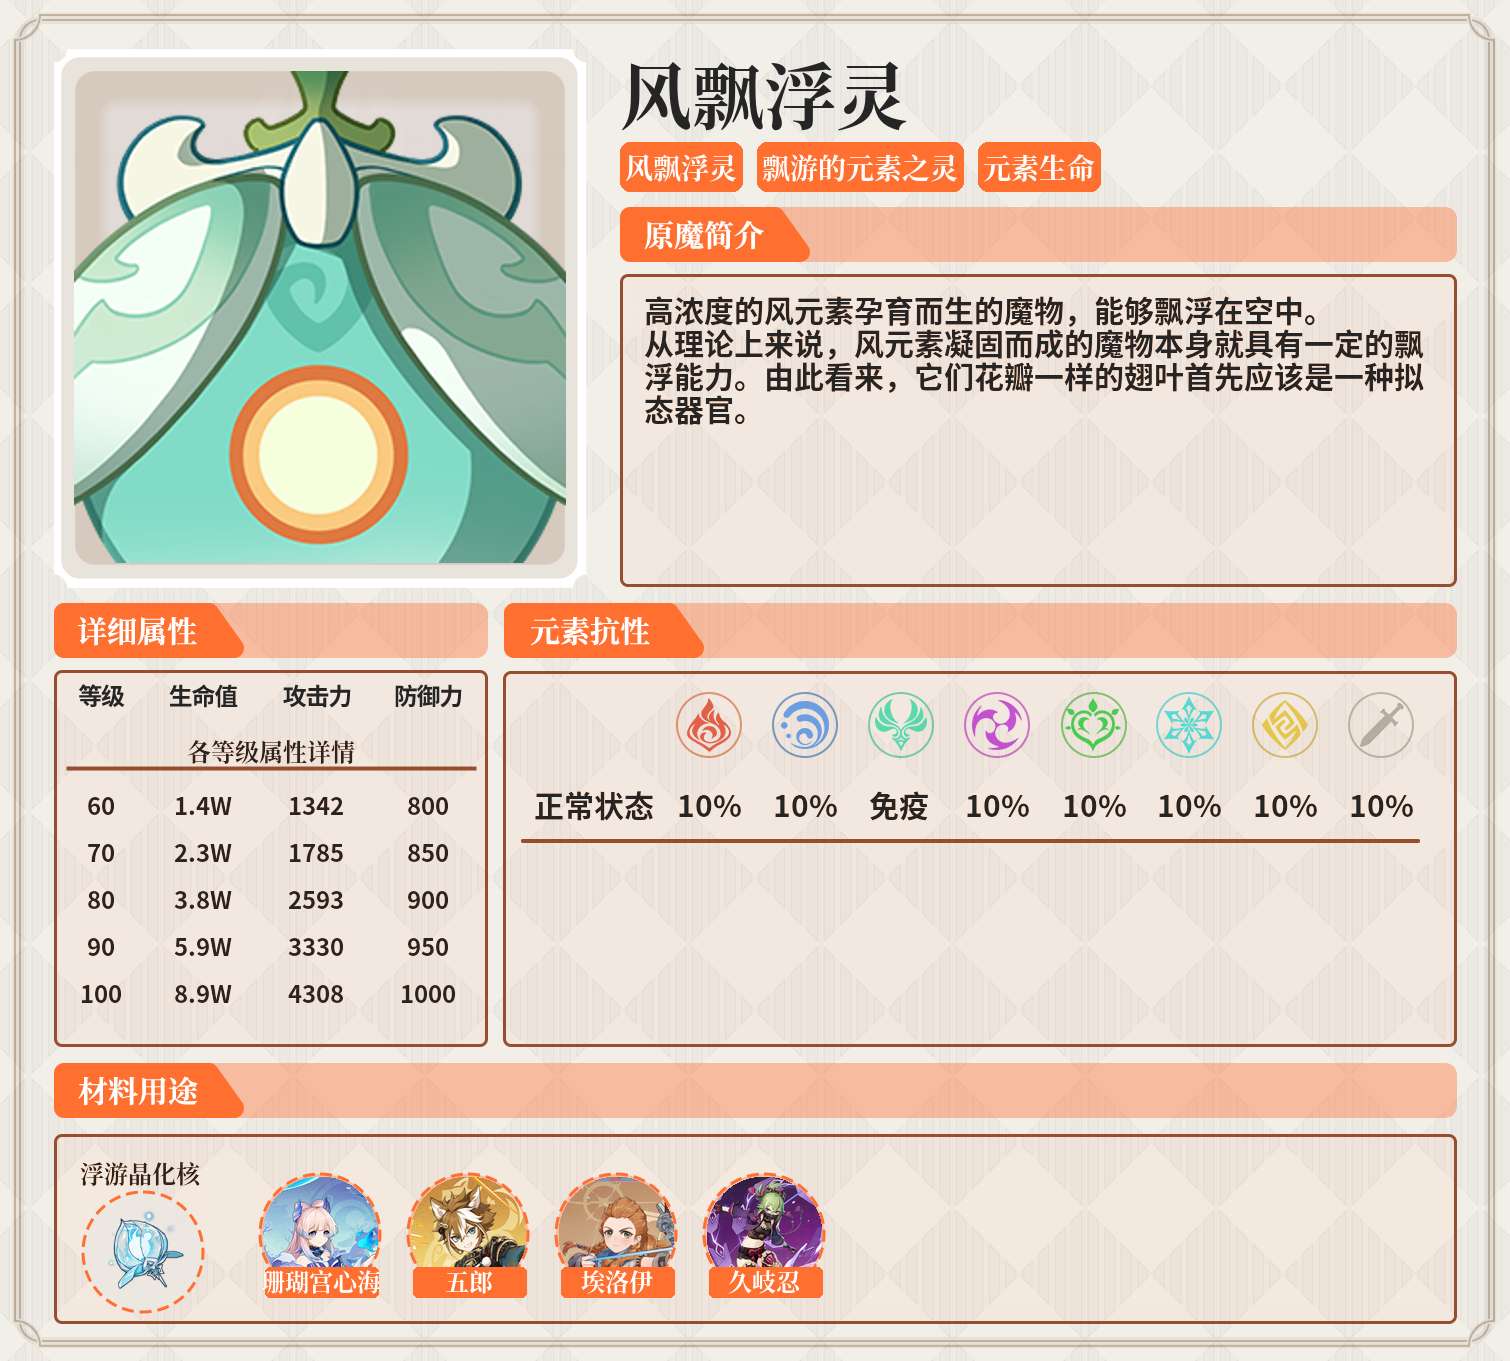 风飘浮灵
风飘浮灵 飘游的元素之灵 元素生命
原魔简介
高浓度的风元素孕育而生的魔物，能够飘浮在空中。
从理论上来说，风元素凝固而成的魔物本身就具有一定的飘
浮能力。由此看来，它们花瓣一样的翅叶首先应该是一种拟
态器官。
详细属性
等级 生命值 攻击力 防御力
各等级属性详情
60 1.4W 1342 800
70 2.3W 1785 850
80 3.8W 2593 900
90 5.9W 3330 950
100 8.9W 4308 1000
元素抗性
正常状态 10% 10% 免疫 10% 10% 10% 10% 10%
材料用途
浮游晶化核
珊瑚宫心海 五郎 埃洛伊 久岐忍